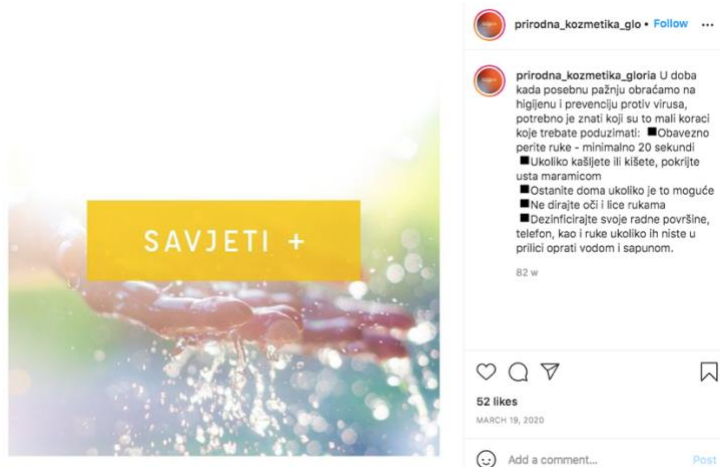 SAVJETI +
prirodna_kozmetika_glo • Follow ...
prirodna_kozmetika_gloria U doba
kada posebnu pažnju obraćamo na
higijenu i prevenciju protiv virusa,
potrebno je znati koji su to mali koraci
koje trebate poduzimati: ■Obavezno
perite ruke - minimalno 20 sekundi
■Ukoliko kašljete ili kišete, pokrijte
usta maramicom
■Ostanite doma ukoliko je to moguće
■Ne dirajte oči i lice rukama
■Dezinficirajte svoje radne površine,
telefon, kao i ruke ukoliko ih niste u
prilici oprati vodom i sapunom.
82 w
52 likes
MARCH 19, 2020
Add a comment...
Post